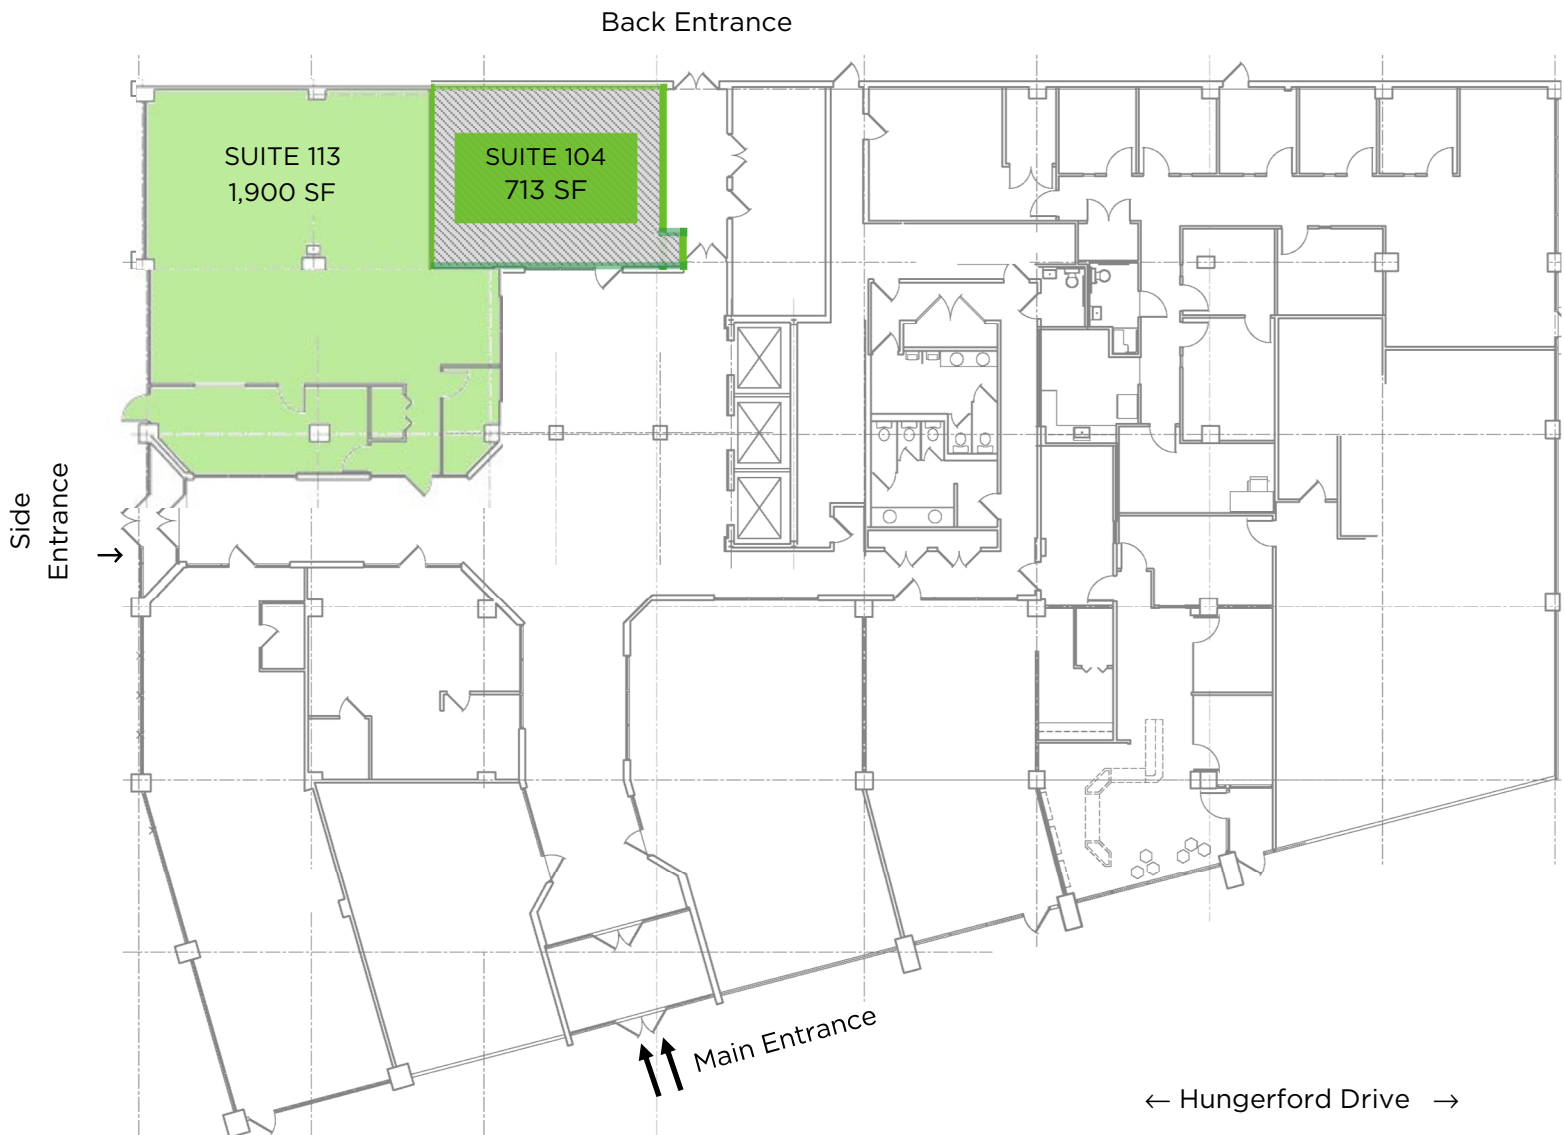 Back Entrance
SUITE 113
1,900 SF
SUITE 104
713 SF
Side
Entrance
→
Main Entrance
← Hungerford Drive →